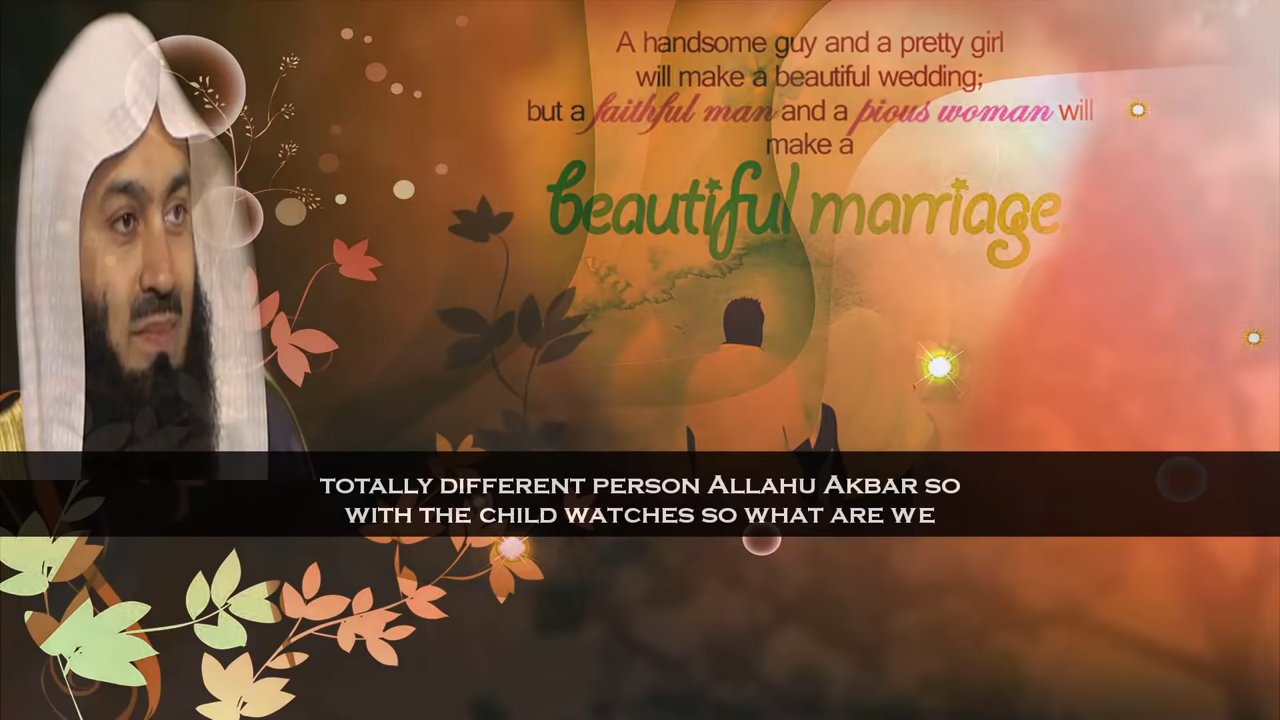 A handsome guy and a pretty girl
will make a beautiful wedding;
but a faithful man and a pious woman will
make a
beautiful marriage.
TOTALLY DIFFERENT PERSON ALLAHU AKBAR SO
WITH THE CHILD WATCHES SO WHAT ARE WE